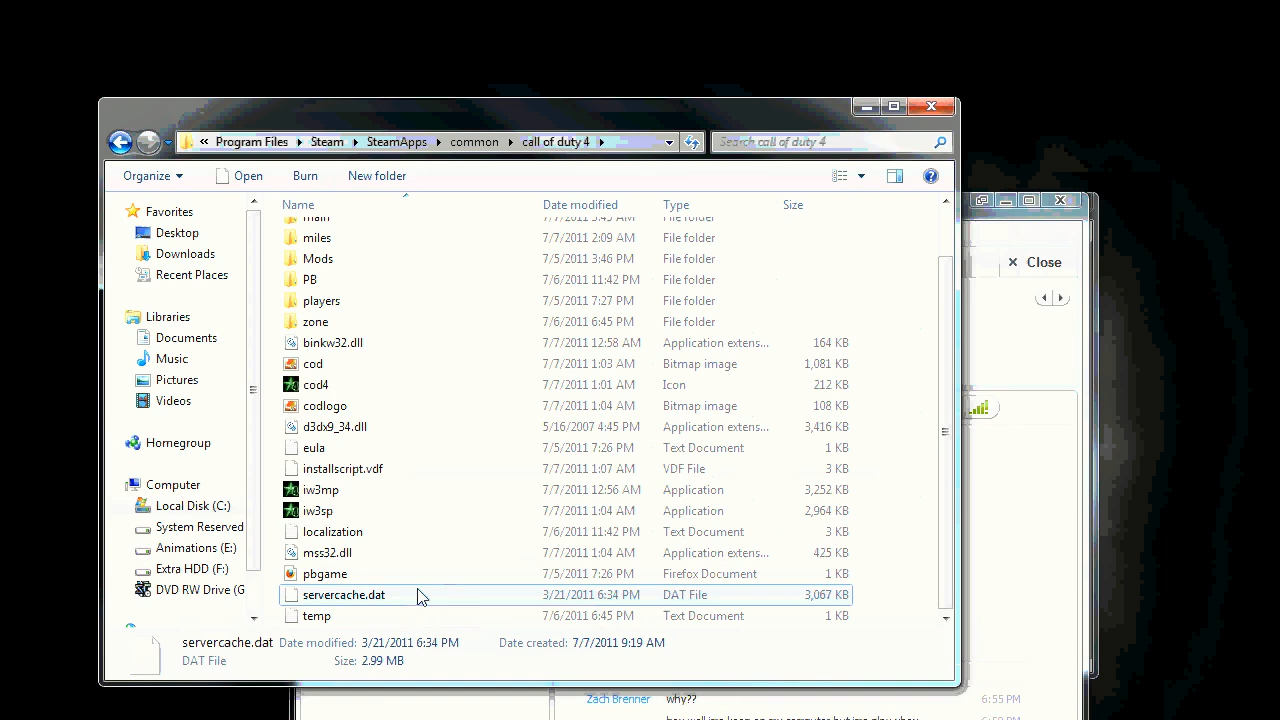 « Program Files Steam SteamApps common call of duty 4 Search call of duty 4
Organize Open Burn New folder
Close
Name Date modified Type Size
Favorites
Desktop
Downloads
Recent Places
Libraries
Documents
Music
Pictures
Videos
Homegroup
Computer
Local Disk (C:)
System Reserved
Animations (E:)
Extra HDD (F:)
DVD RW Drive (G
main 7/7/2011 3:45 AM File folder
miles 7/7/2011 2:09 AM File folder
Mods 7/5/2011 3:46 PM File folder
PB 7/6/2011 11:42 PM File folder
players 7/5/2011 7:27 PM File folder
zone 7/6/2011 6:45 PM File folder
binkw32.dll 7/7/2011 12:58 AM Application extens... 164 KB
cod 7/7/2011 1:03 AM Bitmap image 1,081 KB
cod4 7/7/2011 1:01 AM Icon 212 KB
codlogo 7/7/2011 1:04 AM Bitmap image 108 KB
d3dx9_34.dll 5/16/2007 4:45 PM Application extens... 3,416 KB
eula 7/5/2011 7:26 PM Text Document 1 KB
installscript.vdf 7/7/2011 1:07 AM VDF File 3 KB
iw3mp 7/7/2011 12:56 AM Application 3,252 KB
iw3sp 7/7/2011 1:04 AM Application 2,964 KB
localization 7/6/2011 11:42 PM Text Document 3 KB
mss32.dll 7/7/2011 1:04 AM Application extens... 425 KB
pbgame 7/5/2011 7:26 PM Firefox Document 1 KB
servercache.dat 3/21/2011 6:34 PM DAT File 3,067 KB
temp 7/6/2011 6:45 PM Text Document 1 KB
servercache.dat Date modified: 3/21/2011 6:34 PM Date created: 7/7/2011 9:19 AM
DAT File Size: 2.99 MB
Zach Brenner why?? 6:55 PM